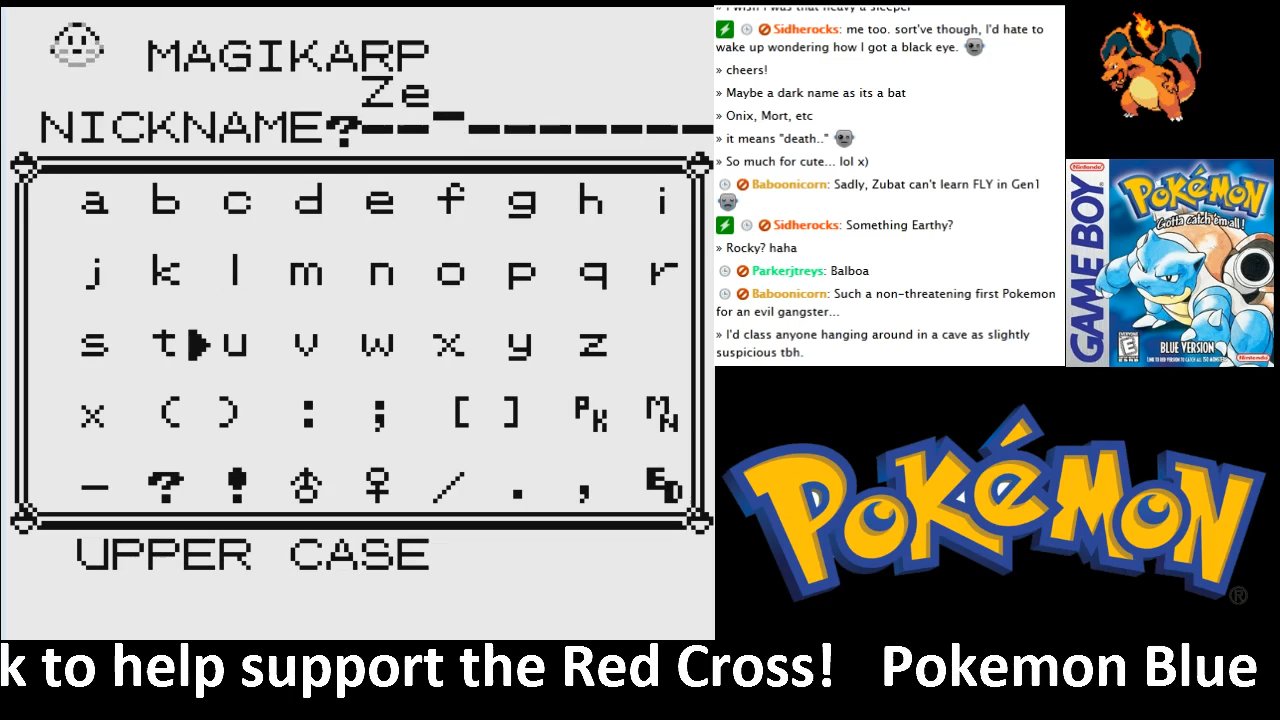 MAGIKARP
Ze
NICKNAME?
a b c d e f g h i
j k l m n o p q r
s t u v w x y z
× ( ) : ; [ ] PK MN
- ? ! ♂ ♀ / . , ED
UPPER CASE
Sidherocks: me too. sort've though, I'd hate to
wake up wondering how I got a black eye.
» cheers!
» Maybe a dark name as its a bat
» Onix, Mort, etc
» it means "death.."
» So much for cute... lol x)
Baboonicorn: Sadly, Zubat can't learn FLY in Gen1
Sidherocks: Something Earthy?
» Rocky? haha
Parkerjtreys: Balboa
Baboonicorn: Such a non-threatening first Pokemon
for an evil gangster...
» I'd class anyone hanging around in a cave as slightly
suspicious tbh.
Nintendo
GAME BOY
POKéMON
Gotta catch 'em all!
EVERYONE
E
BLUE VERSION
Nintendo
POKéMON
®
k to help support the Red Cross! Pokemon Blue